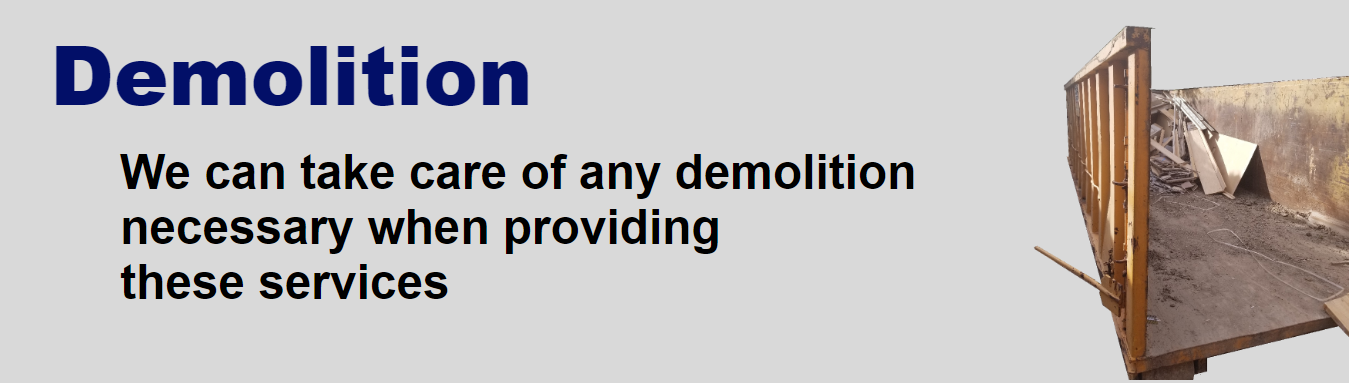 Demolition
We can take care of any demolition
necessary when providing
these services